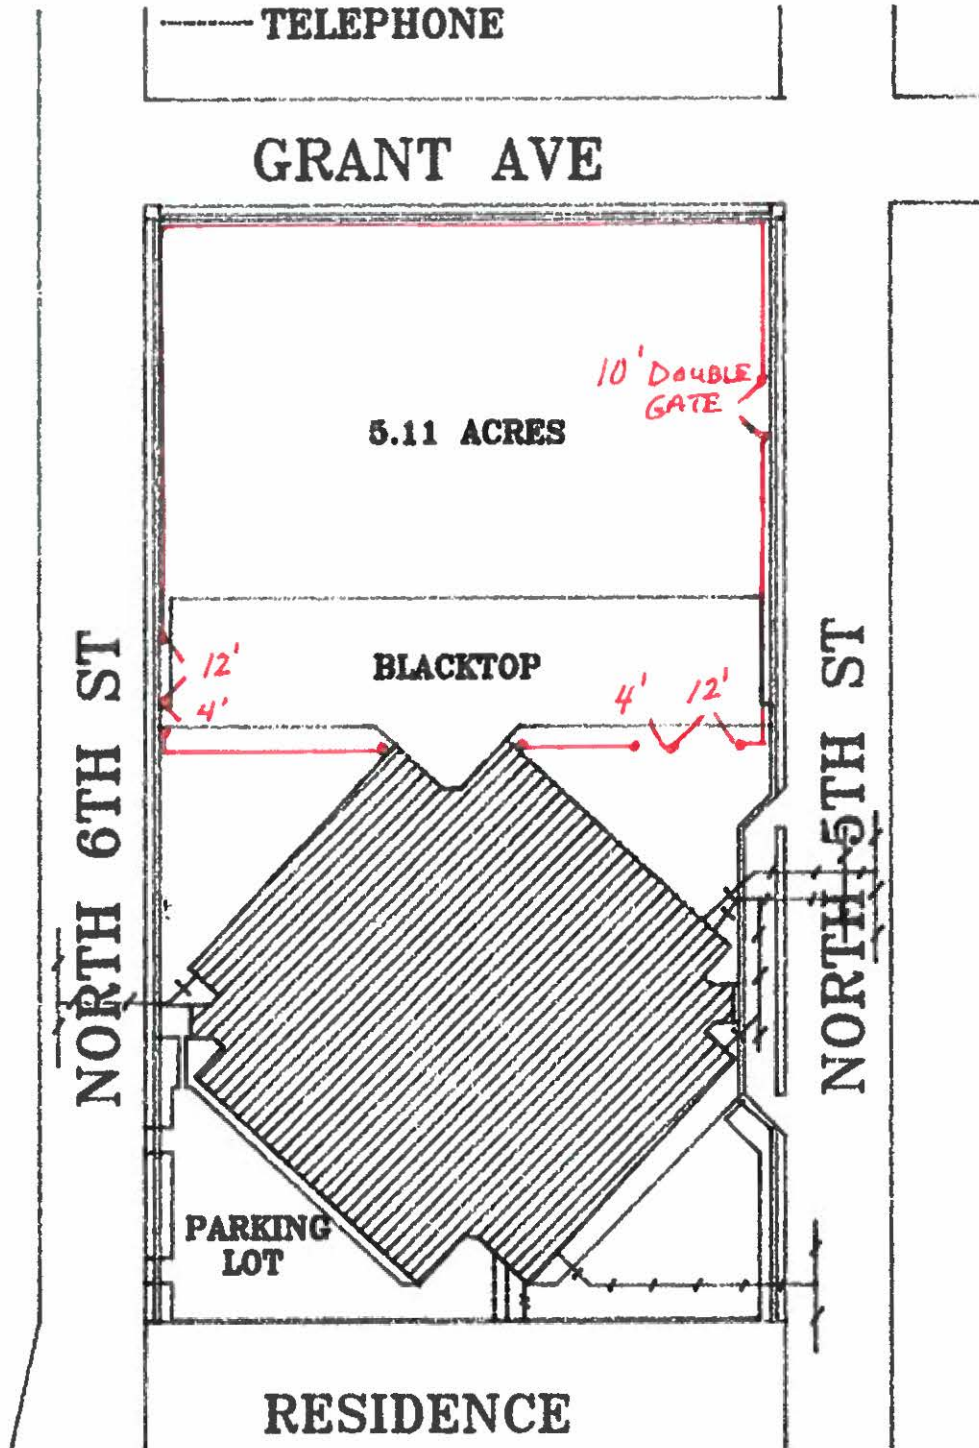 TELEPHONE
GRANT AVE
10' DOUBLE
GATE
5.11 ACRES
NORTH 6TH ST
12'
4'
BLACKTOP
4' 12'
NORTH 5TH ST
PARKING
LOT
RESIDENCE